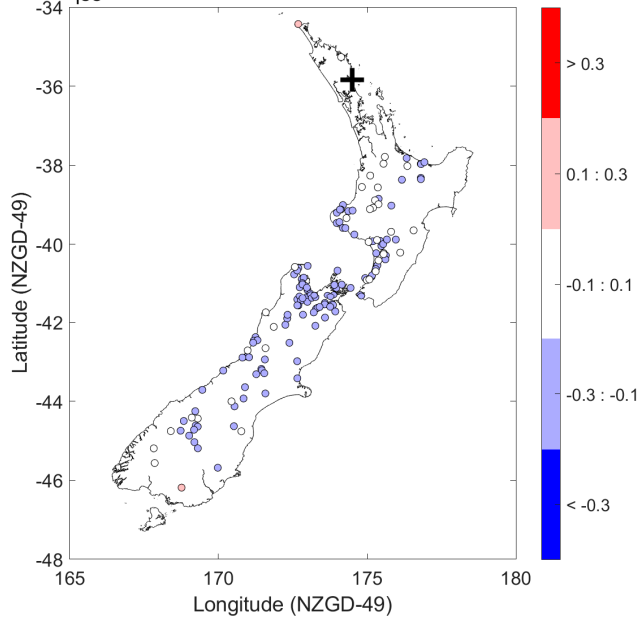 -34
-36
-38
-40
-42
-44
-46
-48
165
170
175
180
Latitude (NZGD-49)
Longitude (NZGD-49)
> 0.3
0.1 : 0.3
-0.1 : 0.1
-0.3 : -0.1
< -0.3